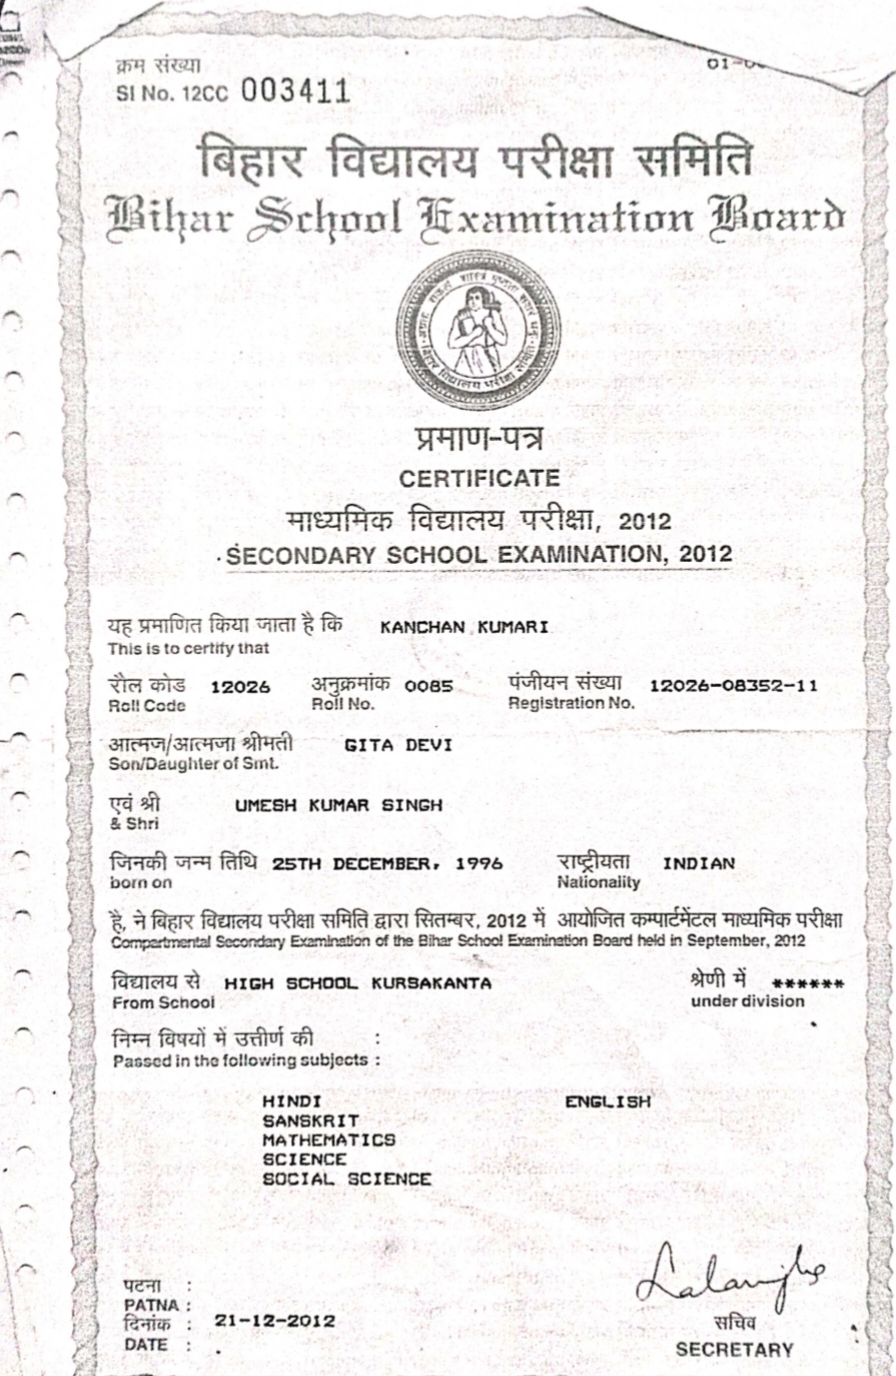 क्रम संख्या
SI No. 12CC 003411
बिहार विद्यालय परीक्षा समिति
Bihar School Examination Board
प्रमाण-पत्र
CERTIFICATE
माध्यमिक विद्यालय परीक्षा, 2012
SECONDARY SCHOOL EXAMINATION, 2012
यह प्रमाणित किया जाता है कि KANCHAN KUMARI
This is to certify that
रौल कोड 12026 अनुक्रमांक 0085 पंजीयन संख्या 12026-08352-11
Roll Code Roll No. Registration No.
आत्मज/आत्मजा श्रीमती GITA DEVI
Son/Daughter of Smt.
एवं श्री UMESH KUMAR SINGH
& Shri
जिनकी जन्म तिथि 25TH DECEMBER, 1996 राष्ट्रीयता INDIAN
born on Nationality
है, ने बिहार विद्यालय परीक्षा समिति द्वारा सितम्बर, 2012 में आयोजित कम्पार्टमेंटल माध्यमिक परीक्षा
Compartmental Secondary Examination of the Bihar School Examination Board held in September, 2012
विद्यालय से HIGH SCHOOL KURSAKANTA श्रेणी में ******
From School under division
निम्न विषयों में उत्तीर्ण की :
Passed in the following subjects :
HINDI ENGLISH
SANSKRIT
MATHEMATICS
SCIENCE
SOCIAL SCIENCE
पटना :
PATNA :
दिनांक : 21-12-2012
DATE :
सचिव
SECRETARY